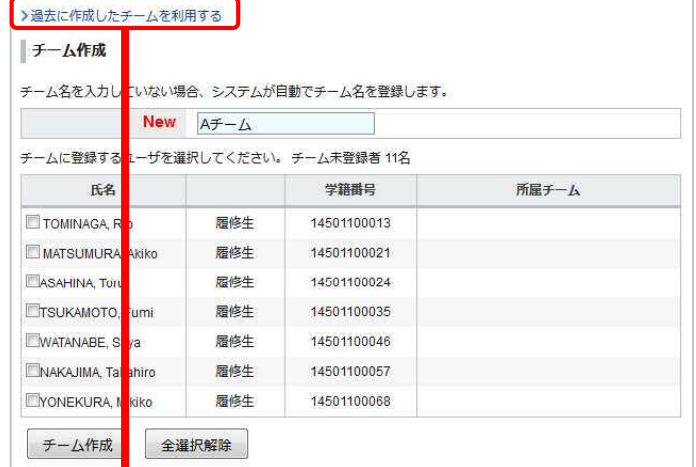 >過去に作成したチームを利用する
チーム作成
チーム名を入力していない場合、システムが自動でチーム名を登録します。
New Aチーム
チームに登録するユーザを選択してください。 チーム未登録者 11名
氏名 学籍番号 所属チーム
TOMINAGA, 履修生 14501100013
MATSUMURA, Akiko 履修生 14501100021
ASAHINA, 履修生 14501100024
TSUKAMOTO, Fumi 履修生 14501100035
WATANABE, 履修生 14501100046
NAKAJIMA, Takahiro 履修生 14501100057
YONEKURA, 履修生 14501100068
チーム作成 全選択解除